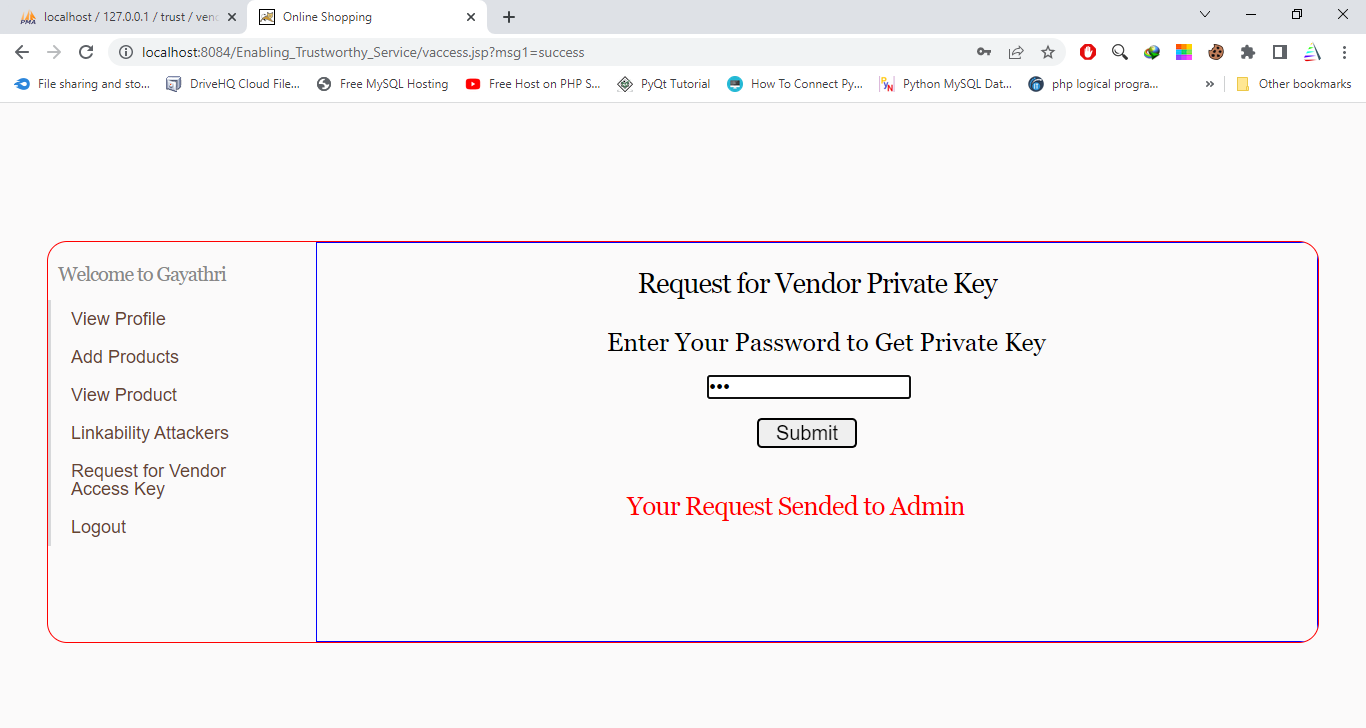 localhost / 127.0.0.1 / trust / vend
Online Shopping
localhost:8084/Enabling_Trustworthy_Service/vaccess.jsp?msg1=success
File sharing and sto...
DriveHQ Cloud File...
Free MySQL Hosting
Free Host on PHP S...
PyQt Tutorial
How To Connect Py...
Python MySQL Dat...
php logical progra...
»
Other bookmarks
Welcome to Gayathri
View Profile
Add Products
View Product
Linkability Attackers
Request for Vendor
Access Key
Logout
Request for Vendor Private Key
Enter Your Password to Get Private Key
•••
Submit
Your Request Sended to Admin